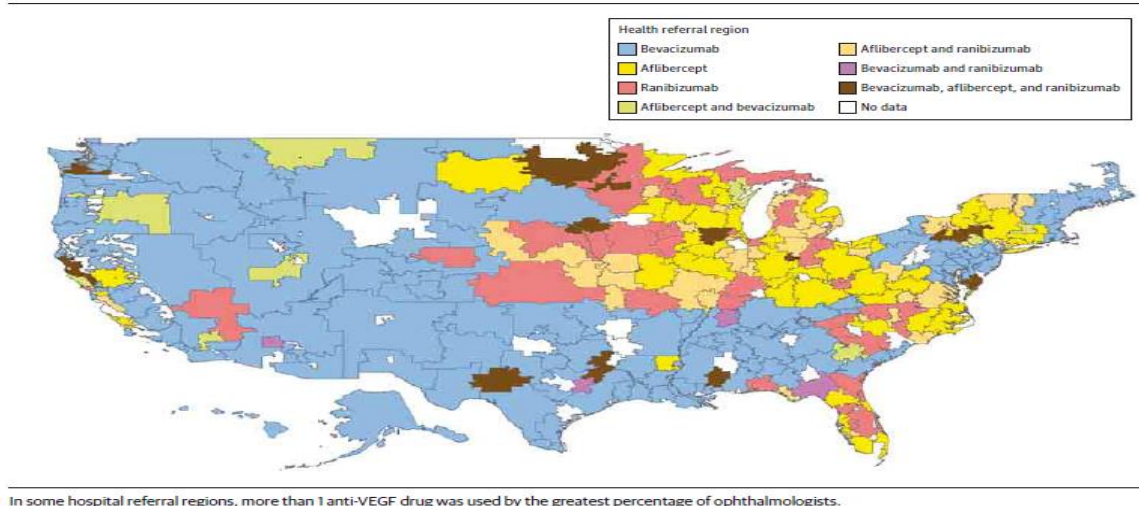 Health referral region
Bevacizumab
Aflibercept
Ranibizumab
Aflibercept and bevacizumab
Aflibercept and ranibizumab
Bevacizumab and ranibizumab
Bevacizumab, aflibercept, and ranibizumab
No data
In some hospital referral regions, more than 1 anti-VEGF drug was used by the greatest percentage of ophthalmologists.